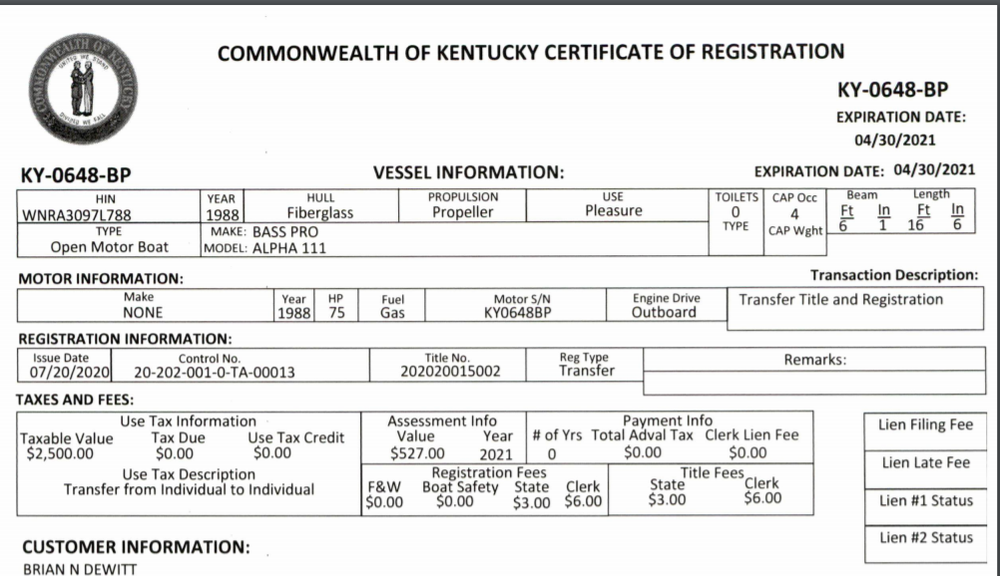 COMMONWEALTH OF KENTUCKY
UNITED WE STAND
DIVIDED WE FALL
COMMONWEALTH OF KENTUCKY CERTIFICATE OF REGISTRATION
KY-0648-BP
EXPIRATION DATE:
04/30/2021
KY-0648-BP VESSEL INFORMATION: EXPIRATION DATE: 04/30/2021
HIN YEAR HULL PROPULSION USE TOILETS CAP Occ Beam Length
WNRA3097L788 1988 Fiberglass Propeller Pleasure 0 4 Ft In Ft In
TYPE MAKE: BASS PRO TYPE CAP Wght 6 1 16 6
Open Motor Boat MODEL: ALPHA 111
MOTOR INFORMATION: Transaction Description:
Make Year HP Fuel Motor S/N Engine Drive Transfer Title and Registration
NONE 1988 75 Gas KY0648BP Outboard
REGISTRATION INFORMATION:
Issue Date Control No. Title No. Reg Type Remarks:
07/20/2020 20-202-001-0-TA-00013 202020015002 Transfer
TAXES AND FEES:
Use Tax Information Assessment Info Payment Info Lien Filing Fee
Taxable Value Tax Due Use Tax Credit Value Year # of Yrs Total Adval Tax Clerk Lien Fee
$2,500.00 $0.00 $0.00 $527.00 2021 0 $0.00 $0.00
Use Tax Description Registration Fees Title Fees Lien Late Fee
Transfer from Individual to Individual F&W Boat Safety State Clerk State Clerk
$0.00 $0.00 $3.00 $6.00 $3.00 $6.00 Lien #1 Status
Lien #2 Status
CUSTOMER INFORMATION:
BRIAN N DEWITT